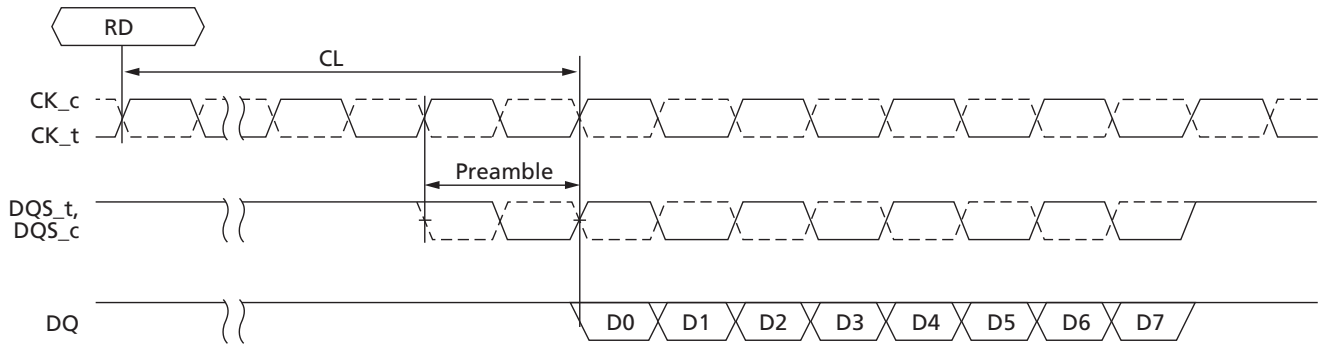 RD
CL
CK_c
CK_t
Preamble
DQS_t,
DQS_c
DQ
D0 D1 D2 D3 D4 D5 D6 D7